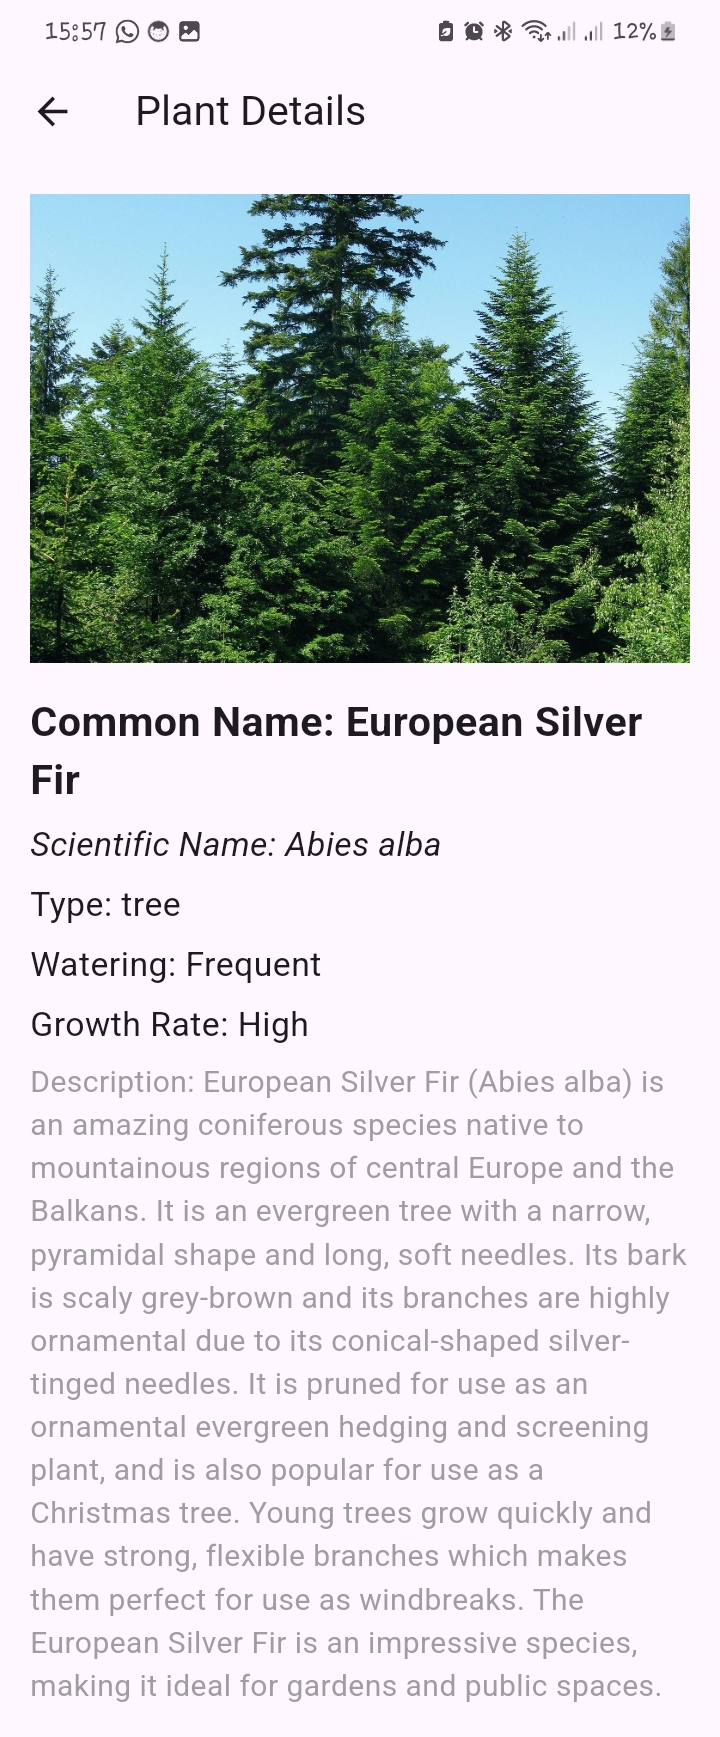 15:57 12%
Plant Details
Common Name: European Silver
Fir
Scientific Name: Abies alba
Type: tree
Watering: Frequent
Growth Rate: High
Description: European Silver Fir (Abies alba) is
an amazing coniferous species native to
mountainous regions of central Europe and the
Balkans. It is an evergreen tree with a narrow,
pyramidal shape and long, soft needles. Its bark
is scaly grey-brown and its branches are highly
ornamental due to its conical-shaped silver-
tinged needles. It is pruned for use as an
ornamental evergreen hedging and screening
plant, and is also popular for use as a
Christmas tree. Young trees grow quickly and
have strong, flexible branches which makes
them perfect for use as windbreaks. The
European Silver Fir is an impressive species,
making it ideal for gardens and public spaces.